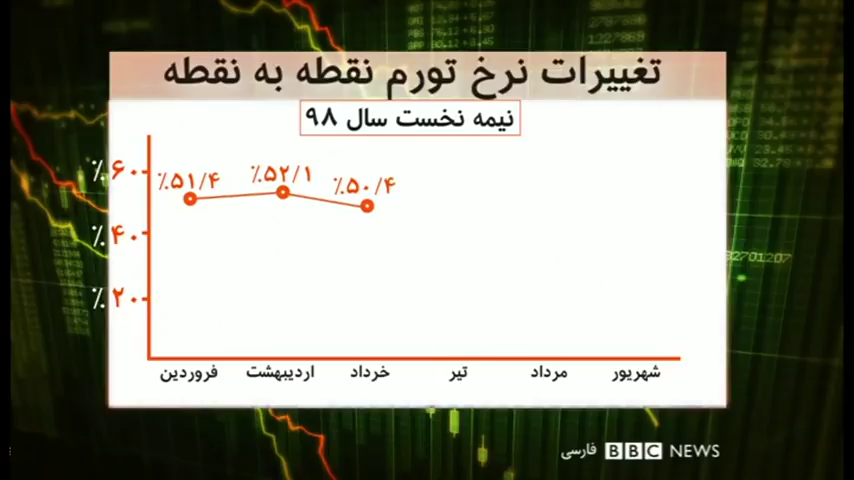 تغییرات نرخ تورم نقطه به نقطه
نیمه نخست سال ۹۸
٪۶۰
٪۵۱/۴ ٪۵۲/۱ ٪۵۰/۴
٪۴۰
٪۲۰
فروردین اردیبهشت خرداد تیر مرداد شهریور
32701207
BBC NEWS فارسی